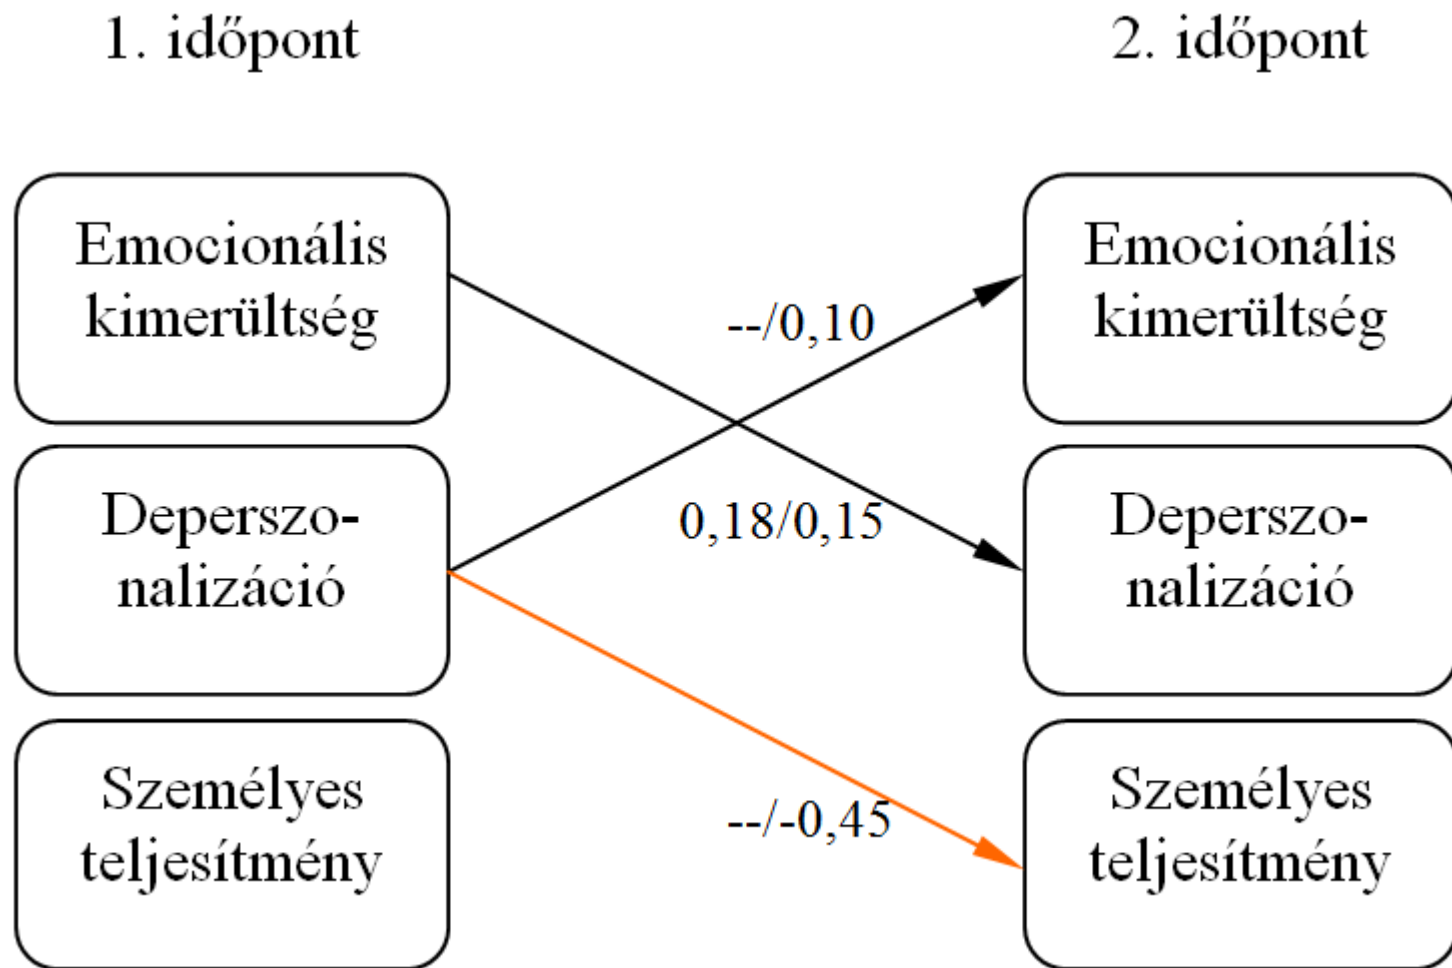 1. időpont
2. időpont
Emocionális
kimerültség
Emocionális
kimerültség
--/0,10
Deperszo-
nalizáció
0,18/0,15
Deperszo-
nalizáció
Személyes
teljesítmény
--/-0,45
Személyes
teljesítmény